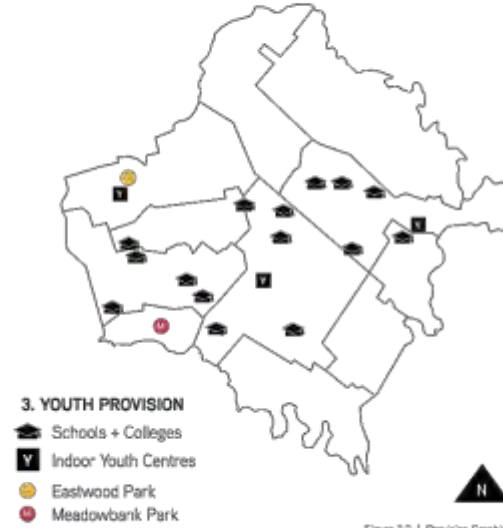 Y
Y
Y
M
3. YOUTH PROVISION
Schools + Colleges
Y Indoor Youth Centres
Eastwood Park
M Meadowbank Park
N